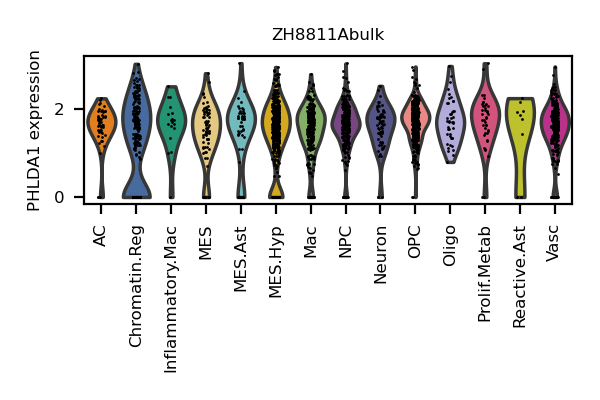 ZH8811Abulk
PHLDA1 expression
2
0
AC
Chromatin.Reg
Inflammatory.Mac
MES
MES.Ast
MES.Hyp
Mac
NPC
Neuron
OPC
Oligo
Prolif.Metab
Reactive.Ast
Vasc